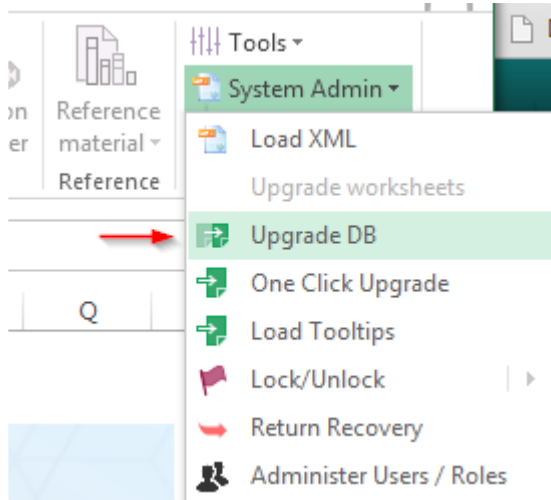 Tools
System Admin
Reference
material
Reference
Load XML
Upgrade worksheets
Upgrade DB
One Click Upgrade
Load Tooltips
Lock/Unlock
Return Recovery
Administer Users / Roles
Q